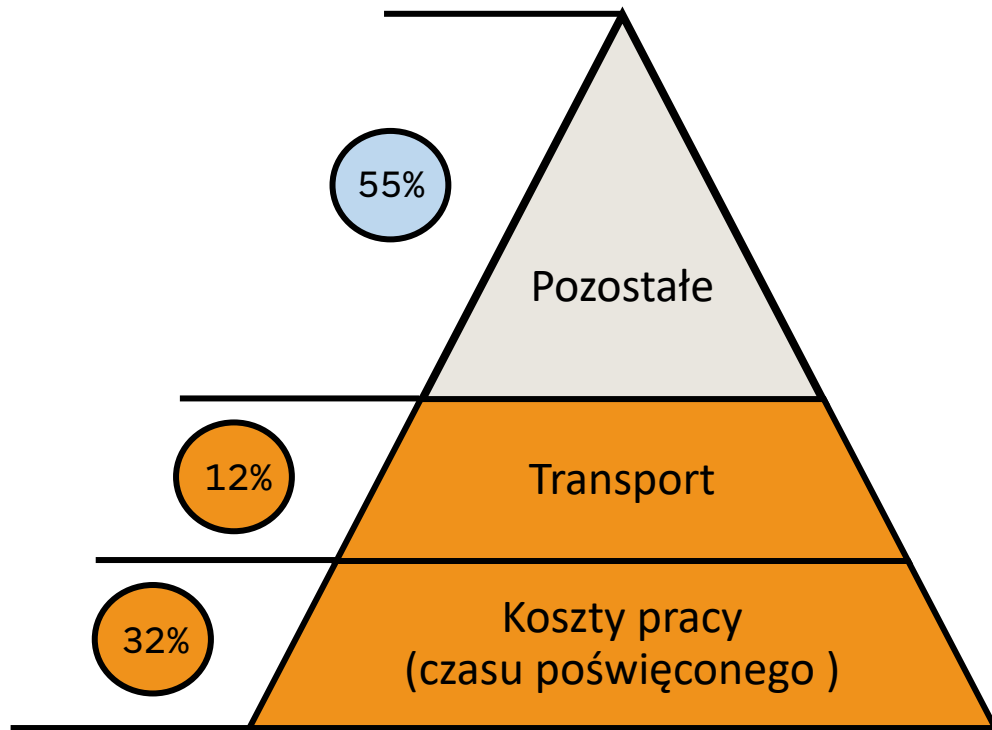 55%
Pozostałe
12%
Transport
32%
Koszty pracy
(czasu poświęconego )